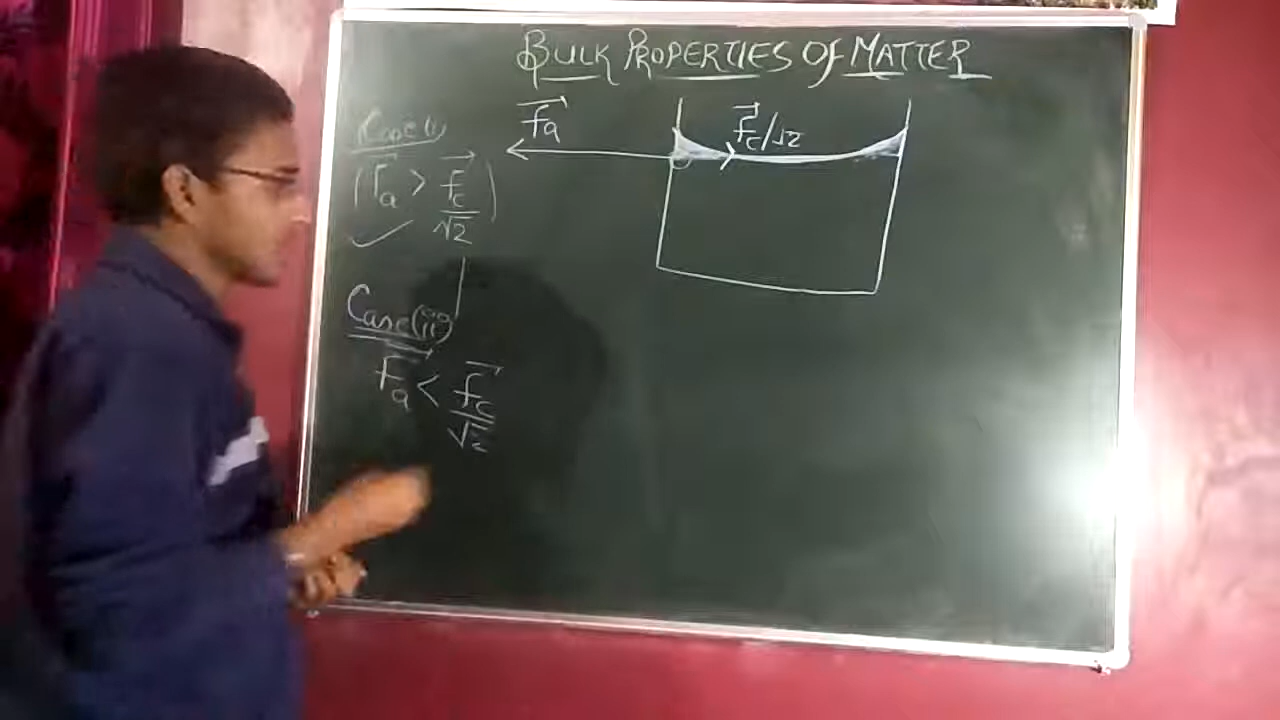 BULK PROPERTIES OF MATTER
Case(i)
(Fa > Fc/√2)
✓
Case(ii)
Fa < Fc/√2
Fa
Fc/√2